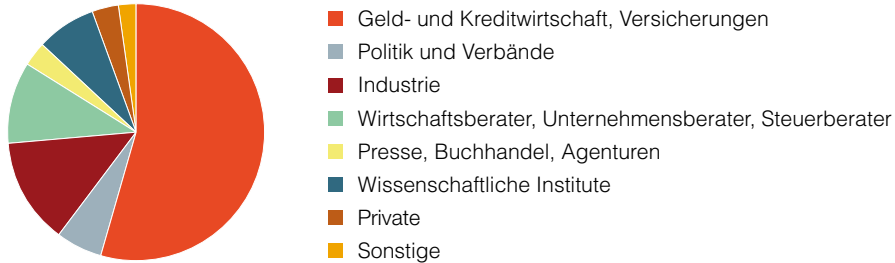 Geld- und Kreditwirtschaft, Versicherungen
Politik und Verbände
Industrie
Wirtschaftsberater, Unternehmensberater, Steuerberater
Presse, Buchhandel, Agenturen
Wissenschaftliche Institute
Private
Sonstige